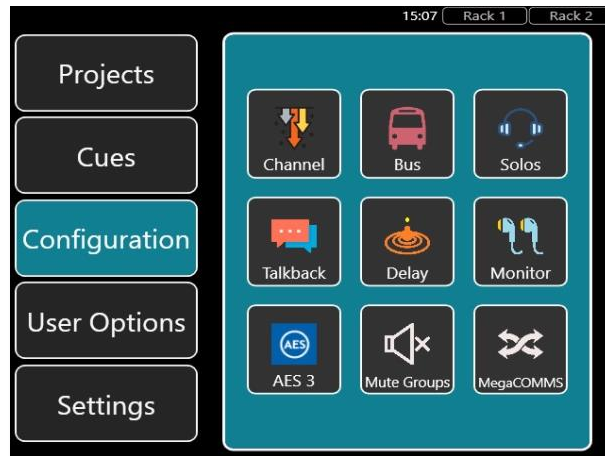 15:07 Rack 1 Rack 2
Projects
Cues
Configuration
User Options
Settings
Channel Bus Solos
Talkback Delay Monitor
AES
AES 3 Mute Groups MegaCOMMS